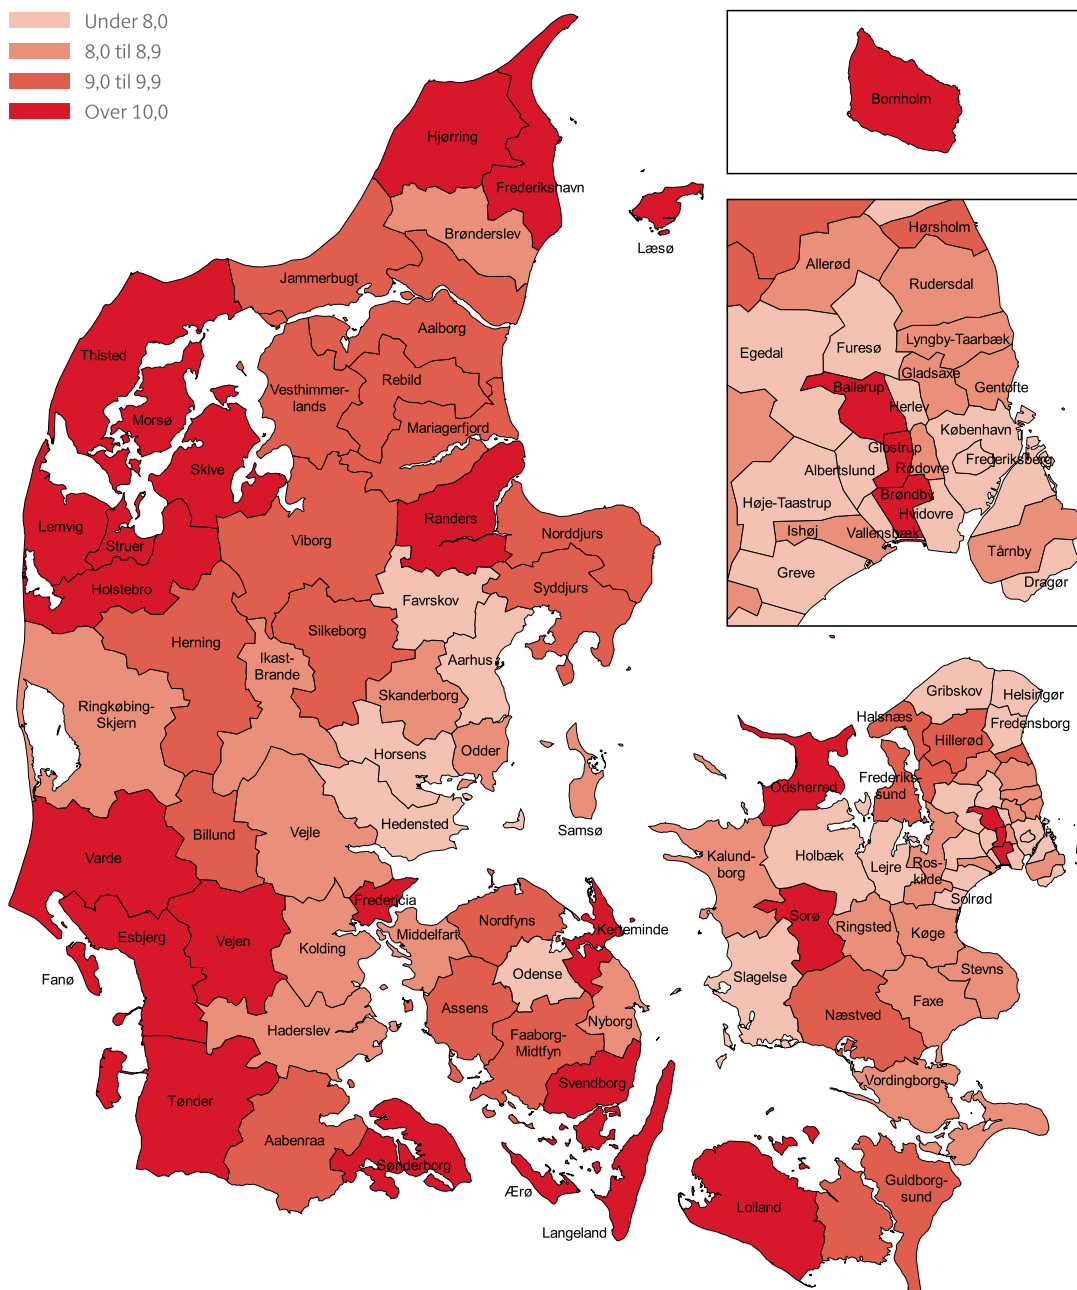 Under 8,0
8,0 til 8,9
9,0 til 9,9
Over 10,0
Bornholm
Hjørring
Frederikshavn
Brønderslev
Læsø
Jammerbugt
Thisted
Aalborg
Vesthimmer-
lands
Rebild
Morsø
Mariagerfjord
Skive
Lemvig
Struer
Holstebro
Viborg
Randers
Norddjurs
Syddjurs
Favrskov
Silkeborg
Herning
Ikast-
Brande
Aarhus
Skanderborg
Ringkøbing-
Skjern
Horsens
Odder
Hedensted
Samsø
Billund
Vejle
Varde
Fredericia
Esbjerg
Vejen
Kolding
Fanø
Haderslev
Tønder
Aabenraa
Sønderborg
Middelfart
Nordfyns
Kerteminde
Odense
Assens
Nyborg
Faaborg-
Midtfyn
Svendborg
Ærø
Langeland
Hørsholm
Allerød
Rudersdal
Egedal
Furesø
Lyngby-Taarbæk
Gladsaxe
Gentofte
Ballerup
Herlev
København
Glostrup
Frederiksberg
Albertslund
Rødovre
Brøndby
Høje-Taastrup
Hvidovre
Ishøj
Vallensbæk
Tårnby
Greve
Dragør
Gribskov
Helsingør
Halsnæs
Fredensborg
Hillerød
Frederiks-
sund
Odsherred
Kalund-
borg
Holbæk
Lejre
Ros-
kilde
Solrød
Sorø
Ringsted
Køge
Slagelse
Stevns
Faxe
Næstved
Vordingborg
Guldborg-
sund
Lolland